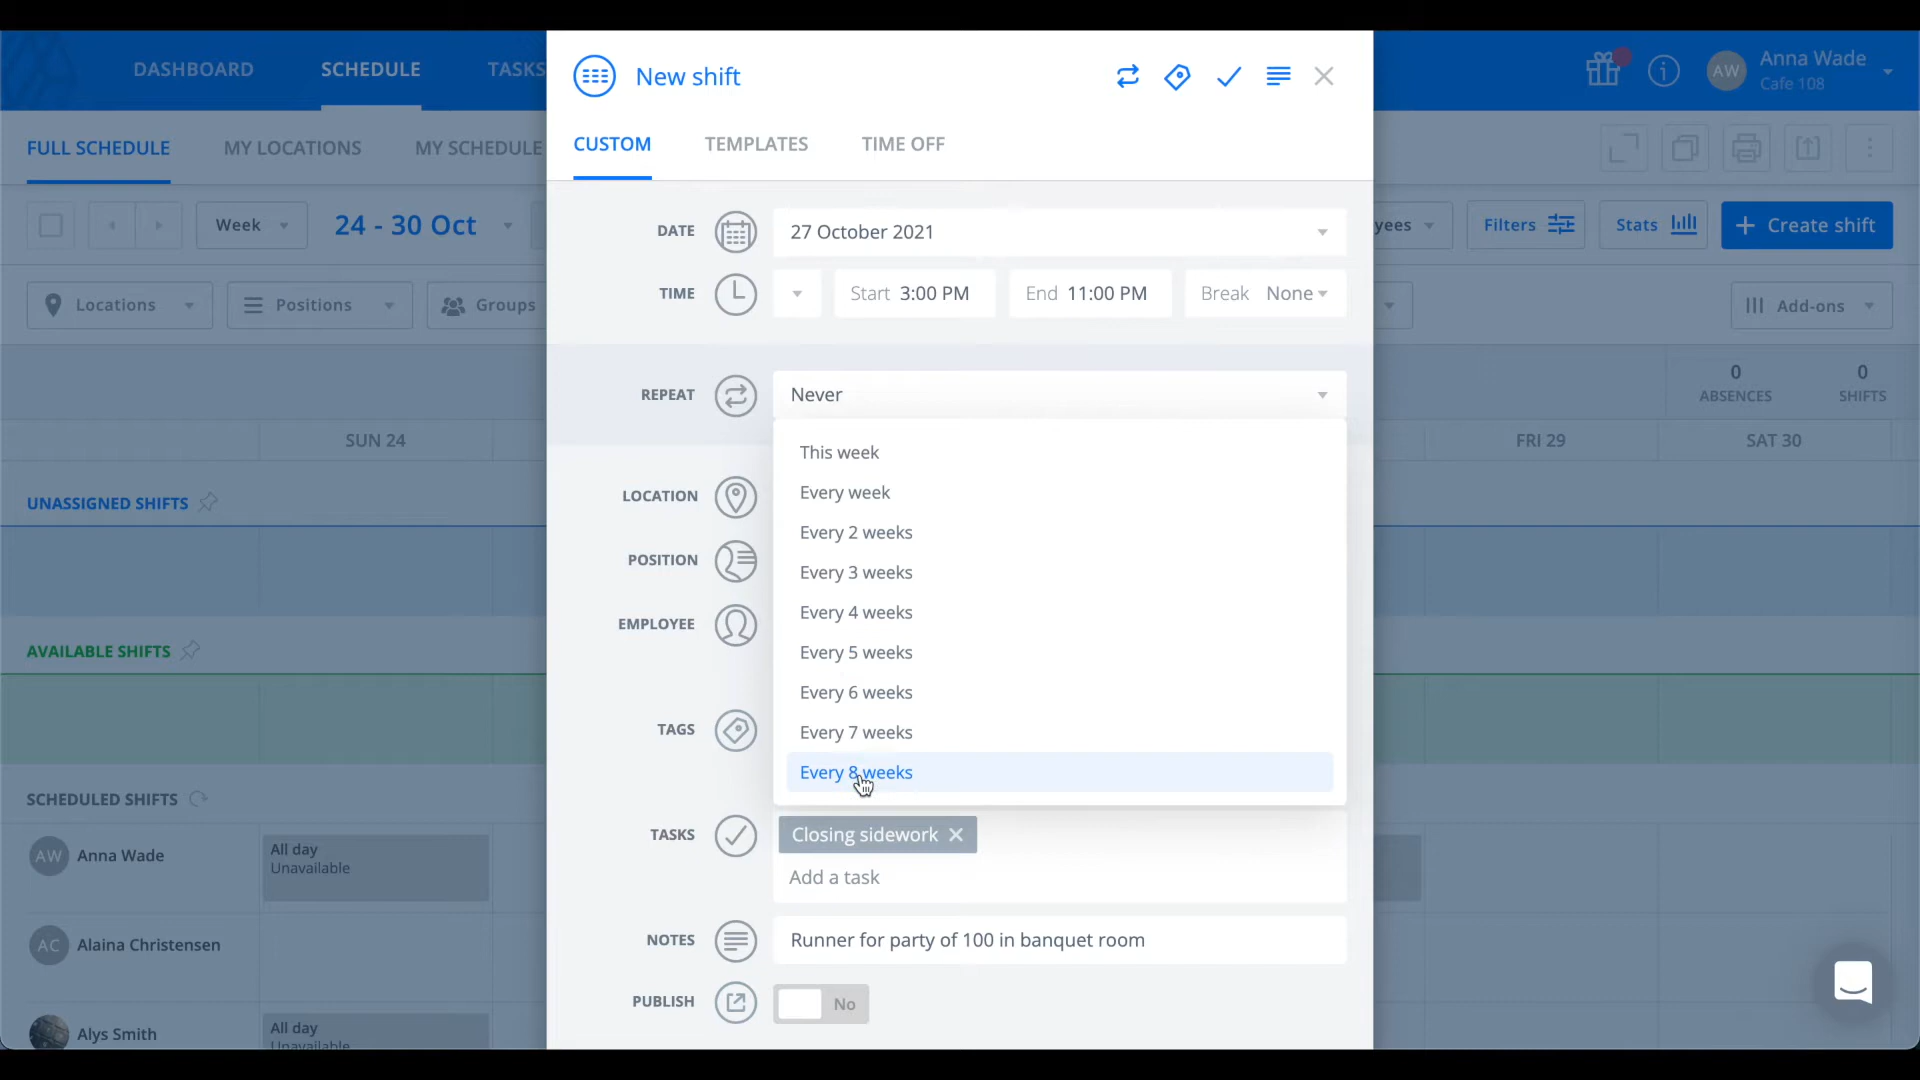 DASHBOARD SCHEDULE TASKS
New shift
AW Anna Wade
Cafe 108
CUSTOM TEMPLATES TIME OFF
FULL SCHEDULE MY LOCATIONS MY SCHEDULE
Week 24 - 30 Oct
yees Filters Stats + Create shift
Locations Positions Groups
Add-ons
DATE 27 October 2021
TIME Start 3:00 PM End 11:00 PM Break None
REPEAT Never
0 0
ABSENCES SHIFTS
SUN 24 FRI 29 SAT 30
This week
Every week
Every 2 weeks
Every 3 weeks
Every 4 weeks
Every 5 weeks
Every 6 weeks
Every 7 weeks
Every 8 weeks
UNASSIGNED SHIFTS
LOCATION
POSITION
EMPLOYEE
AVAILABLE SHIFTS
TAGS
SCHEDULED SHIFTS
TASKS Closing sidework
Add a task
AW Anna Wade
All day
Unavailable
AC Alaina Christensen
NOTES Runner for party of 100 in banquet room
PUBLISH No
Alys Smith
All day
Unavailable